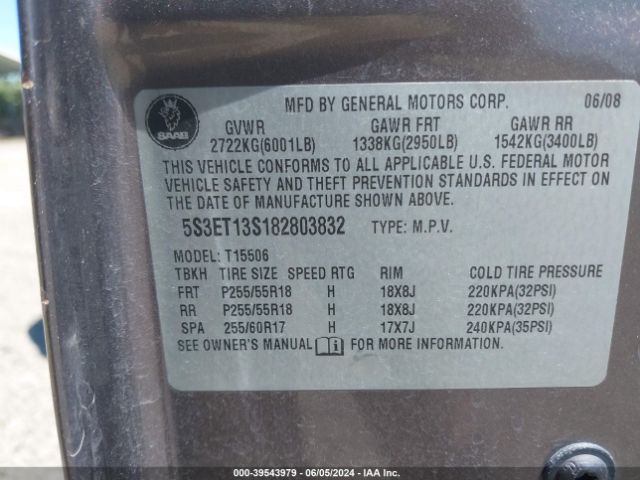 MFD BY GENERAL MOTORS CORP. 06/08
SAAB
GVWR GAWR FRT GAWR RR
2722KG(6001LB) 1338KG(2950LB) 1542KG(3400LB)
THIS VEHICLE CONFORMS TO ALL APPLICABLE U.S. FEDERAL MOTOR
VEHICLE SAFETY AND THEFT PREVENTION STANDARDS IN EFFECT ON
THE DATE OF MANUFACTURE SHOWN ABOVE.
5S3ET13S182803832 TYPE: M.P.V.
MODEL: T15506
TBKH TIRE SIZE SPEED RTG RIM COLD TIRE PRESSURE
FRT P255/55R18 H 18X8J 220KPA(32PSI)
RR P255/55R18 H 18X8J 220KPA(32PSI)
SPA 255/60R17 H 17X7J 240KPA(35PSI)
SEE OWNER'S MANUAL i FOR MORE INFORMATION.
000-39543979 - 06/05/2024 - IAA Inc.